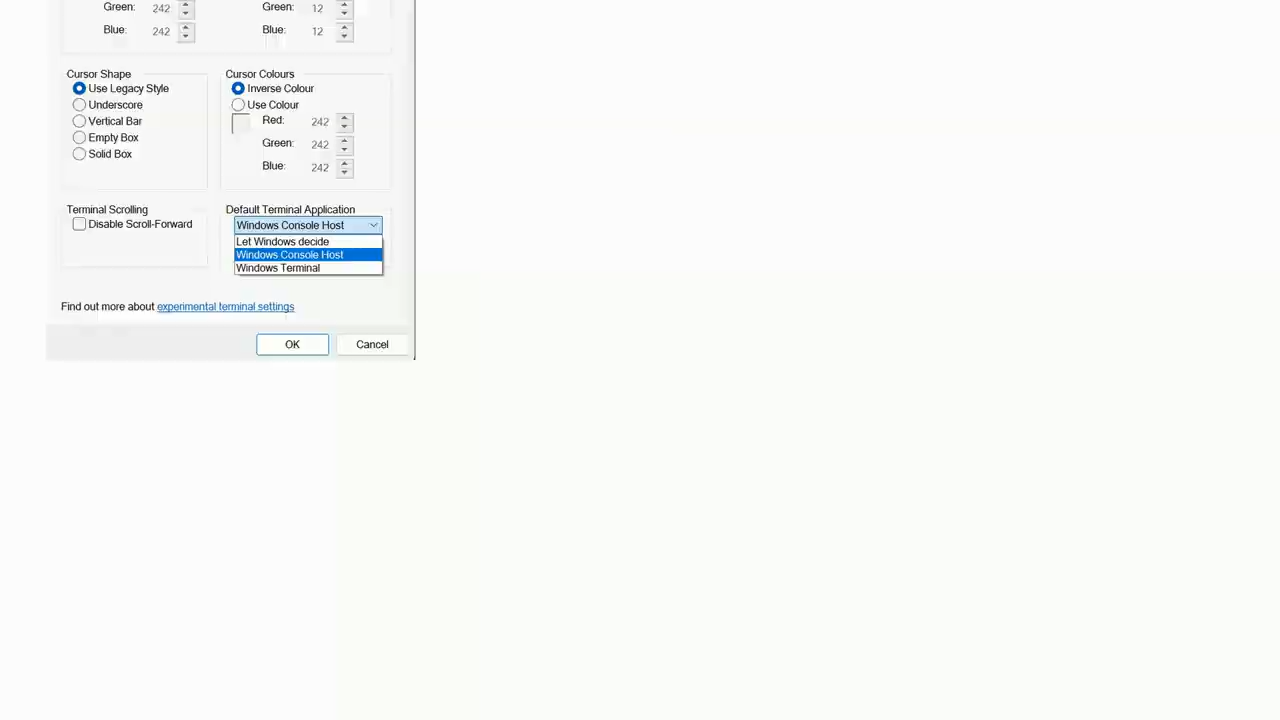 Green: 242 Green: 12
Blue: 242 Blue: 12
Cursor Shape
Use Legacy Style
Underscore
Vertical Bar
Empty Box
Solid Box
Cursor Colours
Inverse Colour
Use Colour
Red: 242
Green: 242
Blue: 242
Terminal Scrolling
Disable Scroll-Forward
Default Terminal Application
Windows Console Host
Let Windows decide
Windows Console Host
Windows Terminal
Find out more about experimental terminal settings
OK Cancel